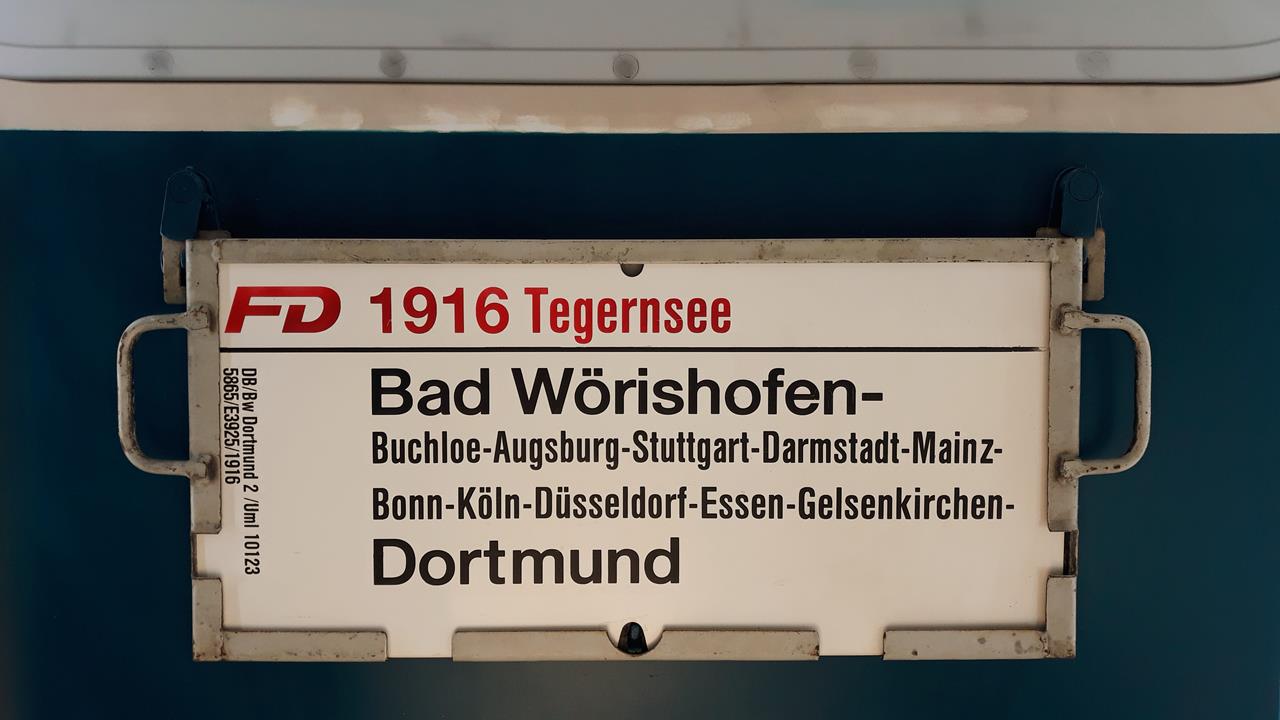 FD 1916 Tegernsee
Bad Wörishofen-
Buchloe-Augsburg-Stuttgart-Darmstadt-Mainz-
Bonn-Köln-Düsseldorf-Essen-Gelsenkirchen-
Dortmund
DB/Bw Dortmund 2 /Uml 10123
5865/E3925/1916